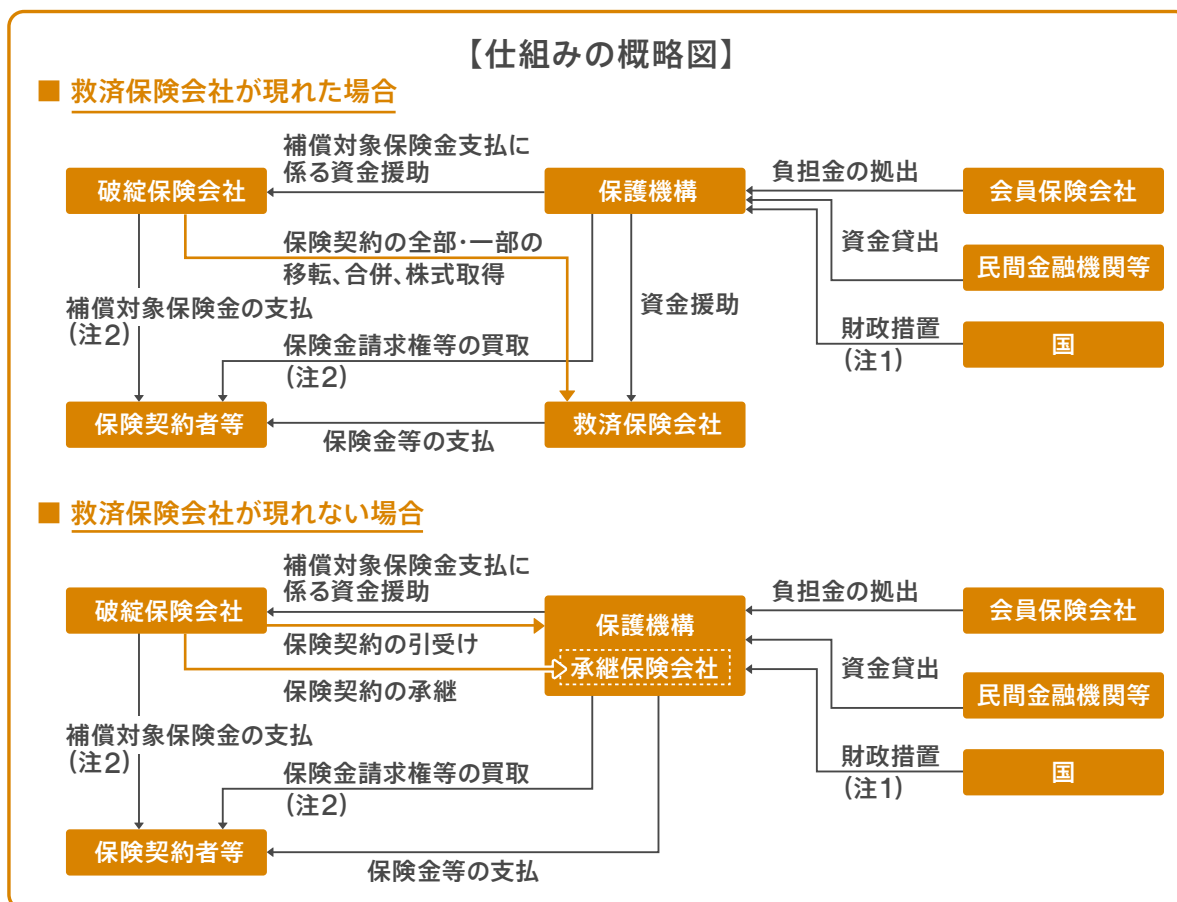 【仕組みの概略図】
■ 救済保険会社が現れた場合
補償対象保険金支払に
係る資金援助
破綻保険会社
保護機構
負担金の拠出
会員保険会社
保険契約の全部・一部の
移転、合併、株式取得
資金貸出
民間金融機関等
補償対象保険金の支払
(注2)
資金援助
保険金請求権等の買取
(注2)
財政措置
(注1)
国
保険契約者等
保険金等の支払
救済保険会社
■ 救済保険会社が現れない場合
補償対象保険金支払に
係る資金援助
破綻保険会社
保護機構
負担金の拠出
会員保険会社
保険契約の引受け
承継保険会社
保険契約の承継
資金貸出
民間金融機関等
補償対象保険金の支払
(注2)
保険金請求権等の買取
(注2)
財政措置
(注1)
国
保険契約者等
保険金等の支払